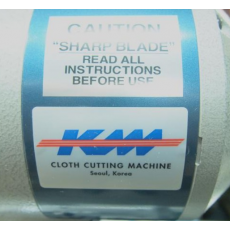 CAUTION
"SHARP BLADE"
READ ALL
INSTRUCTIONS
BEFORE USE
KM
CLOTH CUTTING MACHINE
Seoul, Korea